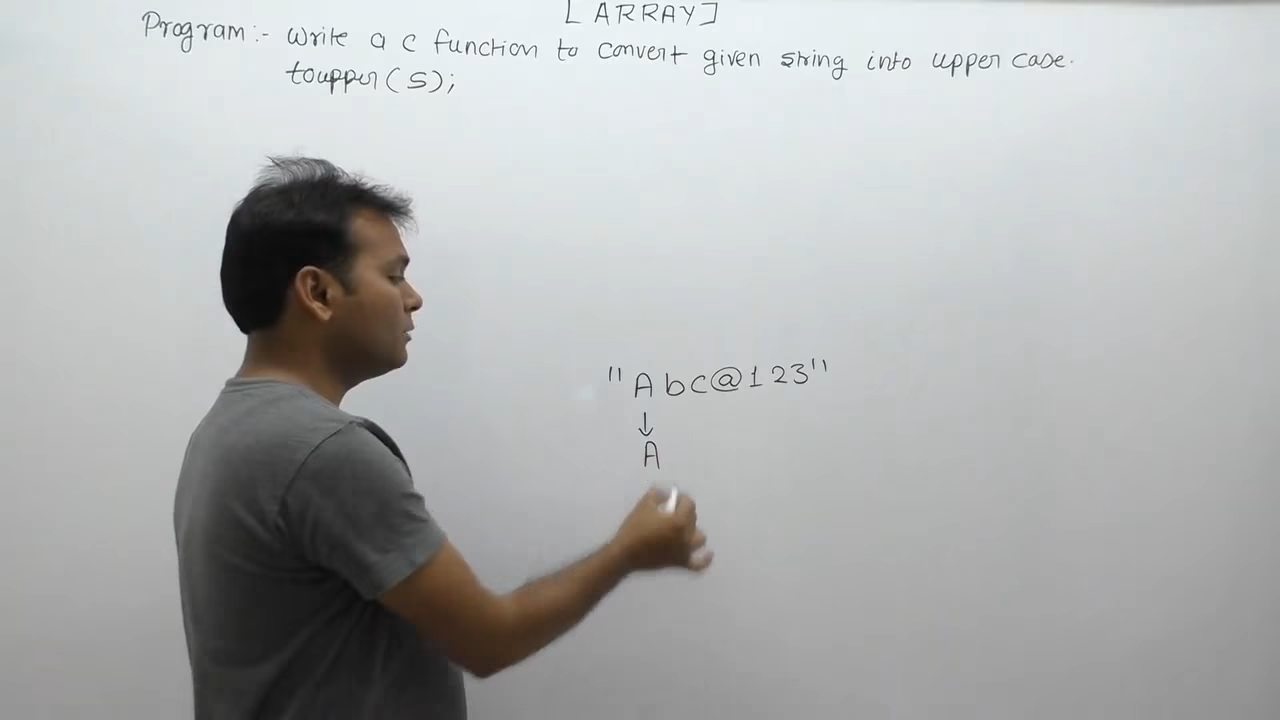 [ARRAY]
Program:- Write a c function to convert given string into upper case.
toupper(s);
"Abc@123"
↓
A